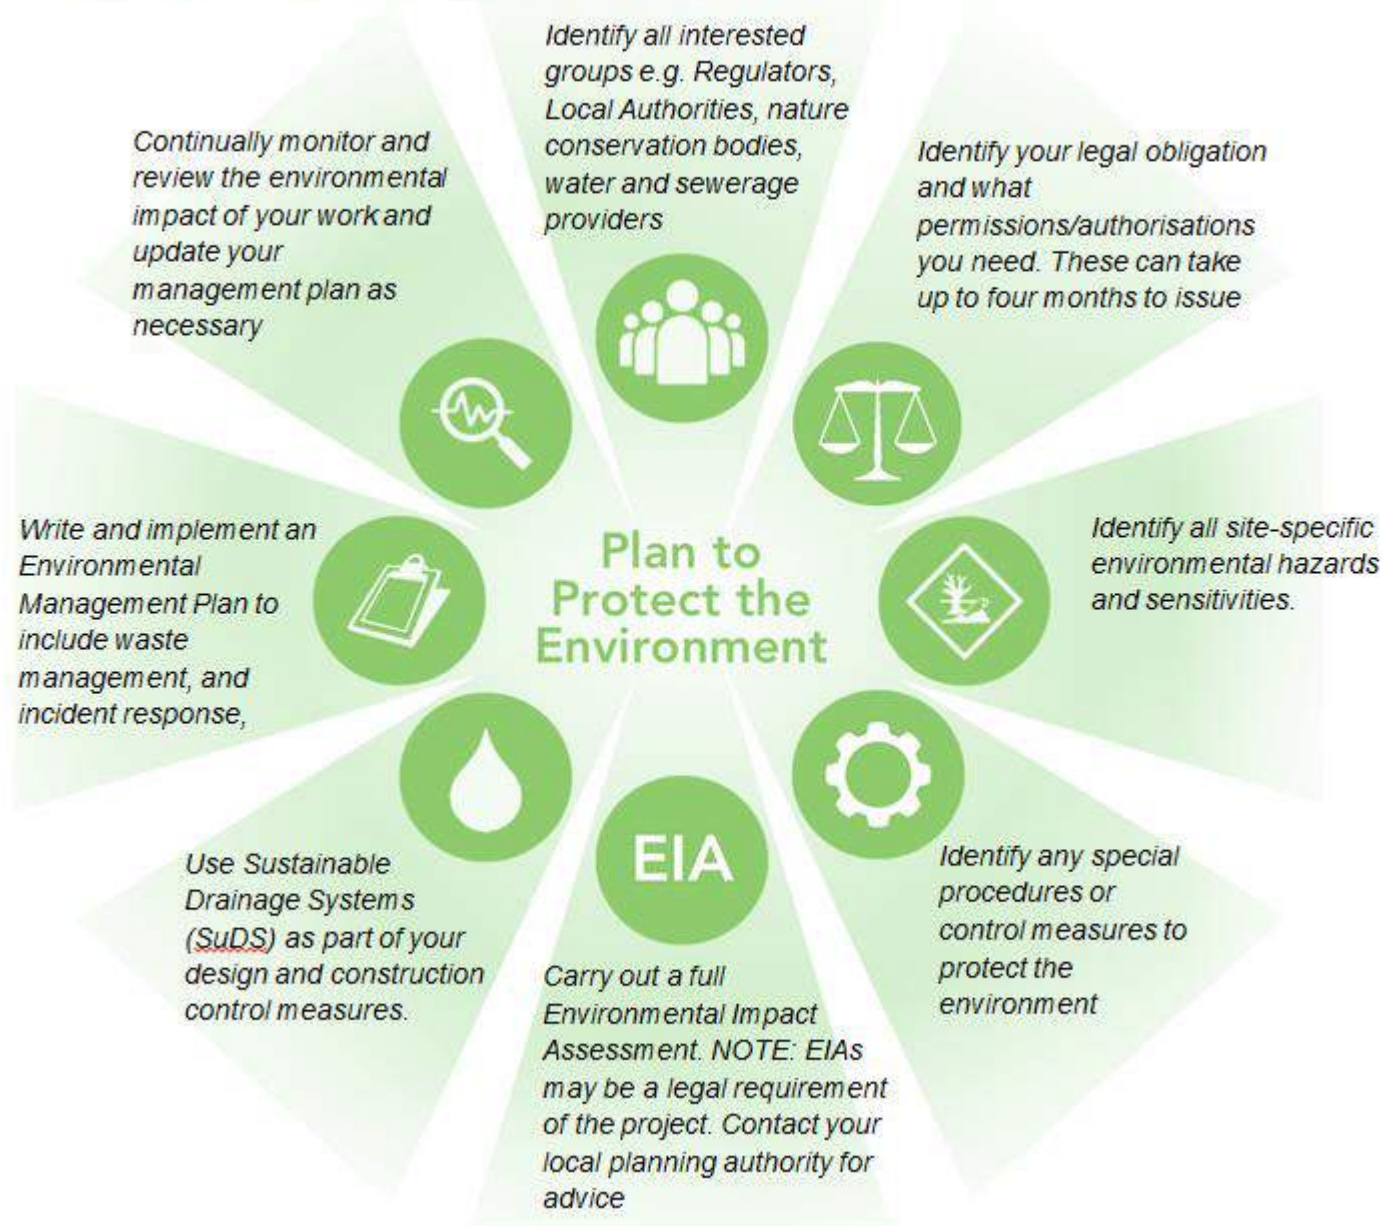 Identify all interested
groups e.g. Regulators,
Local Authorities, nature
conservation bodies,
water and sewerage
providers
Identify your legal obligation
and what
permissions/authorisations
you need. These can take
up to four months to issue
Identify all site-specific
environmental hazards
and sensitivities.
Identify any special
procedures or
control measures to
protect the
environment
EIA
Carry out a full
Environmental Impact
Assessment. NOTE: EIAs
may be a legal requirement
of the project. Contact your
local planning authority for
advice
Use Sustainable
Drainage Systems
(SuDS) as part of your
design and construction
control measures.
Write and implement an
Environmental
Management Plan to
include waste
management, and
incident response,
Continually monitor and
review the environmental
impact of your work and
update your
management plan as
necessary
Plan to
Protect the
Environment